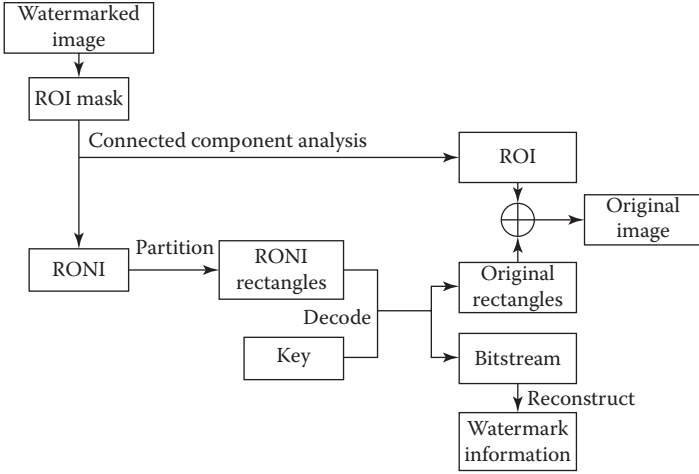 Watermarked
image
ROI mask
Connected component analysis
ROI
Original
image
RONI
Partition
RONI
rectangles
Original
rectangles
Decode
Key
Bitstream
Reconstruct
Watermark
information